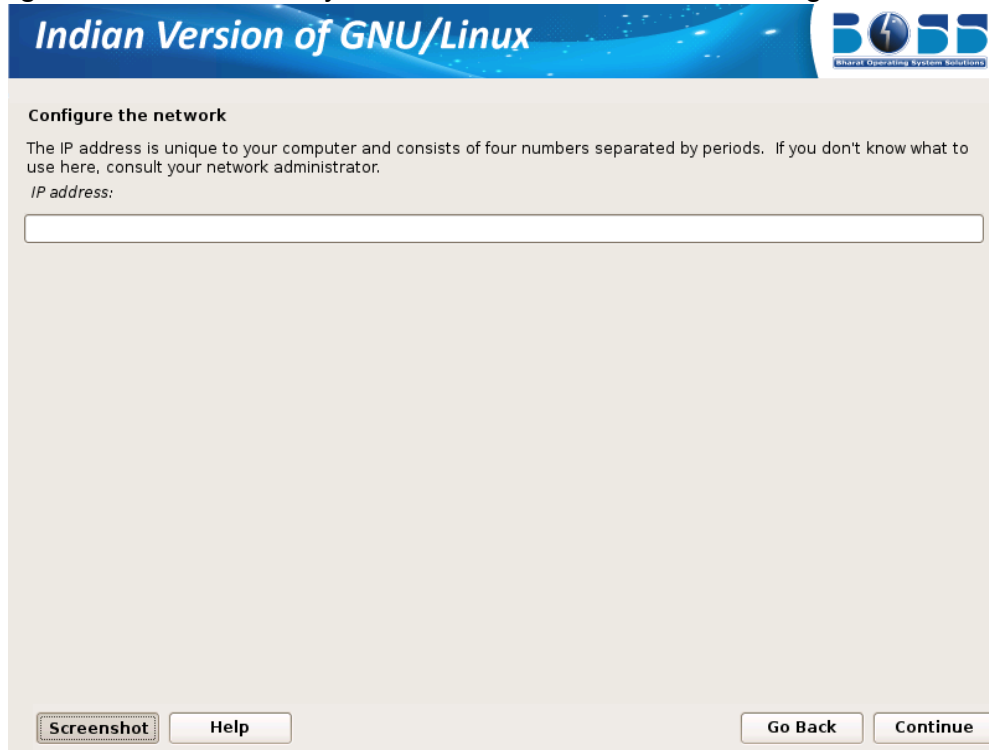 Indian Version of GNU/Linux
BOSS
Bharat Operating System Solutions
Configure the network
The IP address is unique to your computer and consists of four numbers separated by periods.  If you don't know what to
use here, consult your network administrator.
IP address:
Screenshot Help Go Back Continue